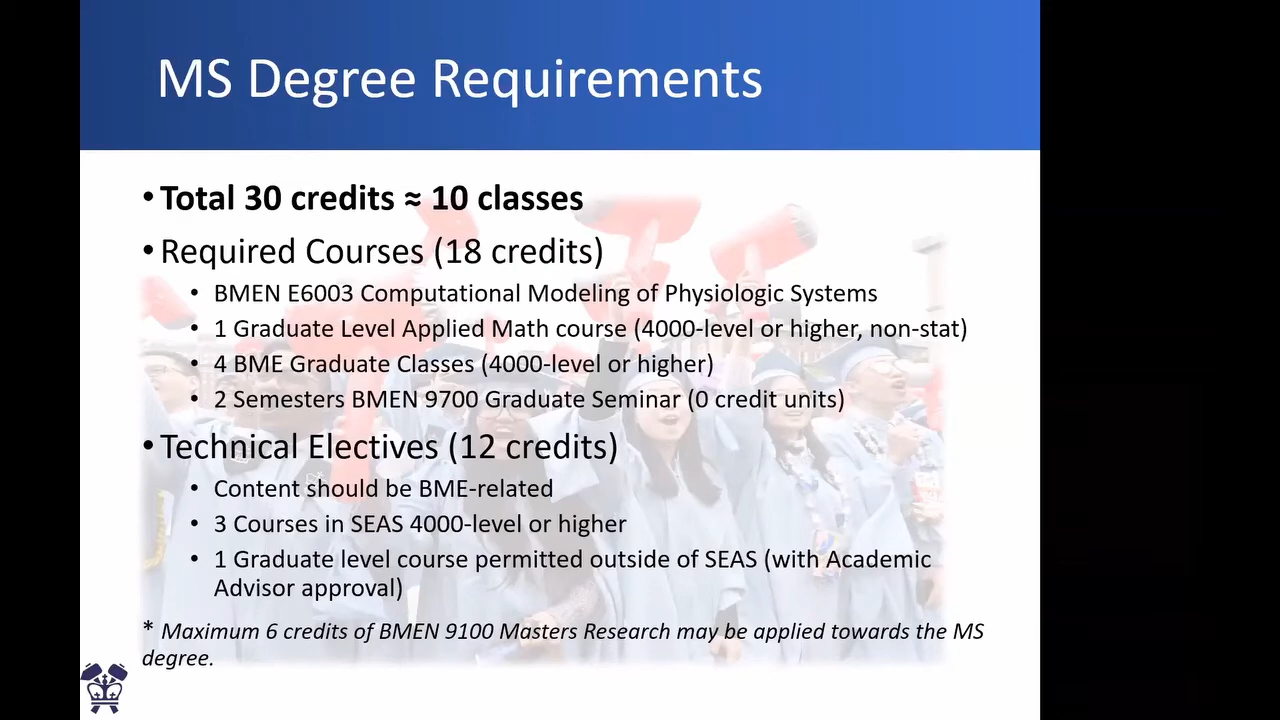 MS Degree Requirements
•Total 30 credits ≈ 10 classes
•Required Courses (18 credits)
• BMEN E6003 Computational Modeling of Physiologic Systems
• 1 Graduate Level Applied Math course (4000-level or higher, non-stat)
• 4 BME Graduate Classes (4000-level or higher)
• 2 Semesters BMEN 9700 Graduate Seminar (0 credit units)
•Technical Electives (12 credits)
• Content should be BME-related
• 3 Courses in SEAS 4000-level or higher
• 1 Graduate level course permitted outside of SEAS (with Academic
Advisor approval)
* Maximum 6 credits of BMEN 9100 Masters Research may be applied towards the MS
degree.